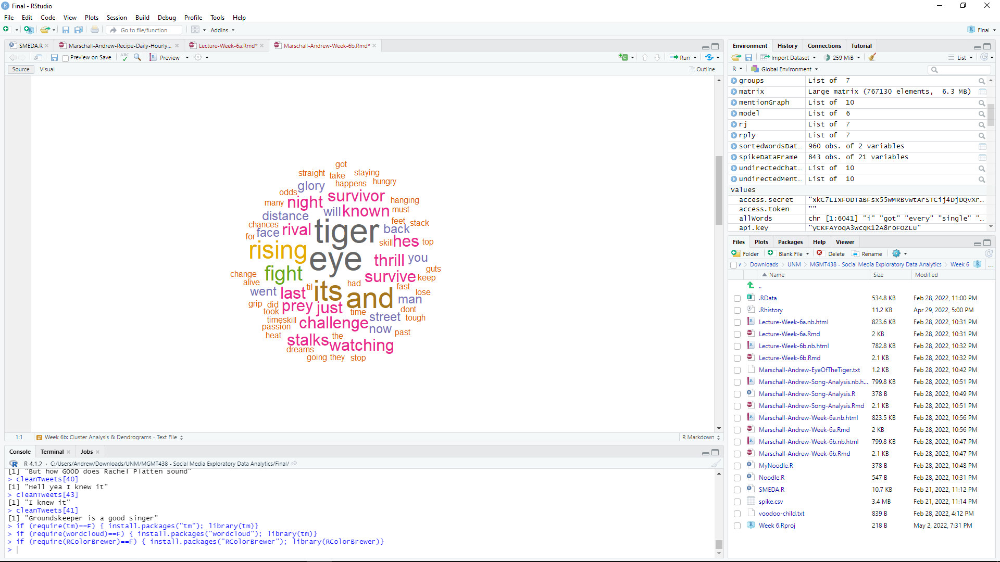 Final - RStudio
File Edit Code View Plots Session Build Debug Profile Tools Help
Go to file/function Addins Final
SMEDA.R Marschall-Andrew-Recipe-Daily-Hourly... Lecture-Week-6a.Rmd* Marschall-Andrew-Week-6b.Rmd*
Preview on Save ABC Preview Run
Source Visual Outline
got
straight take staying
glory happens hungry
odds survivor
many night hanging
distance will known must
chances feet stack
face rival tiger back
for skill hes top
rising eye thrill you
change fight survive guts
alive had keep
went last til its and fast lose
man
grip did prey just time dont
took street tough
timeskill challenge
passion now past
heat stalks the watching
dreams
going they stop
1:1 Week 6b: Cluster Analysis & Dendrograms - Text File R Markdown
Console Terminal Jobs
R 4.1.2 · C:/Users/Andrew/Downloads/UNM/MGMT438 - Social Media Exploratory Data Analytics/Final/
[1] "But how GOOD does Rachel Platten sound"
> cleanTweets[40]
[1] "Hell yea I knew it"
> cleanTweets[43]
[1] "I knew it"
> cleanTweets[41]
[1] "Groundskeeper is a good singer"
> if (require(tm)==F) { install.packages("tm"); library(tm)}
> if (require(wordcloud)==F) { install.packages("wordcloud"); library(tm)}
> if (require(RColorBrewer)==F) { install.packages("RColorBrewer"); library(RColorBrewer)}
>
Environment History Connections Tutorial
Import Dataset 259 MiB List
R Global Environment
groups List of 7
matrix Large matrix (767130 elements, 6.3 MB)
mentionGraph List of 10
model List of 6
rj List of 7
rply List of 7
sortedWordsDat... 960 obs. of 2 variables
spikeDataFrame 843 obs. of 21 variables
undirectedChat... List of 10
undirectedMent... List of 10
Values
access.secret "xkC7LIxFODTaBFsx55wMRBvWtArSTCij4DjDQvXr...
access.token ""
allWords chr [1:6041] "i" "got" "every" "single" "...
api.key "yCKFAYoqA3WcqK12A8roFOZLu"
Files Plots Packages Help Viewer
Folder Blank File Delete Rename
Downloads UNM MGMT438 - Social Media Exploratory Data Analytics Week 6 ...
Name Size Modified
..
.RData 534.8 KB Feb 28, 2022, 11:00 PM
.Rhistory 11.2 KB Apr 29, 2022, 5:00 PM
Lecture-Week-6a.nb.html 823.6 KB Feb 28, 2022, 10:31 PM
Lecture-Week-6a.Rmd 2 KB Feb 28, 2022, 10:31 PM
Lecture-Week-6b.nb.html 782.8 KB Feb 28, 2022, 10:32 PM
Lecture-Week-6b.Rmd 2.1 KB Feb 28, 2022, 10:32 PM
Marschall-Andrew-EyeOfTheTiger.txt 1.2 KB Feb 28, 2022, 10:42 PM
Marschall-Andrew-Song-Analysis.nb.h... 799.8 KB Feb 28, 2022, 10:51 PM
Marschall-Andrew-Song-Analysis.R 378 B Feb 28, 2022, 10:49 PM
Marschall-Andrew-Song-Analysis.Rmd 2.1 KB Feb 28, 2022, 10:51 PM
Marschall-Andrew-Week-6a.nb.html 823.5 KB Feb 28, 2022, 10:56 PM
Marschall-Andrew-Week-6a.Rmd 2 KB Feb 28, 2022, 10:56 PM
Marschall-Andrew-Week-6b.nb.html 799.8 KB Feb 28, 2022, 10:47 PM
Marschall-Andrew-Week-6b.Rmd 2.1 KB Feb 28, 2022, 10:47 PM
MyNoodle.R 378 B Feb 28, 2022, 10:48 PM
Noodle.R 547 B Feb 28, 2022, 10:31 PM
SMEDA.R 10.7 KB Feb 21, 2022, 11:12 PM
spike.csv 3.4 MB Feb 21, 2022, 11:14 PM
voodoo-child.txt 839 B Feb 28, 2022, 4:12 PM
Week 6.Rproj 218 B May 2, 2022, 7:31 PM